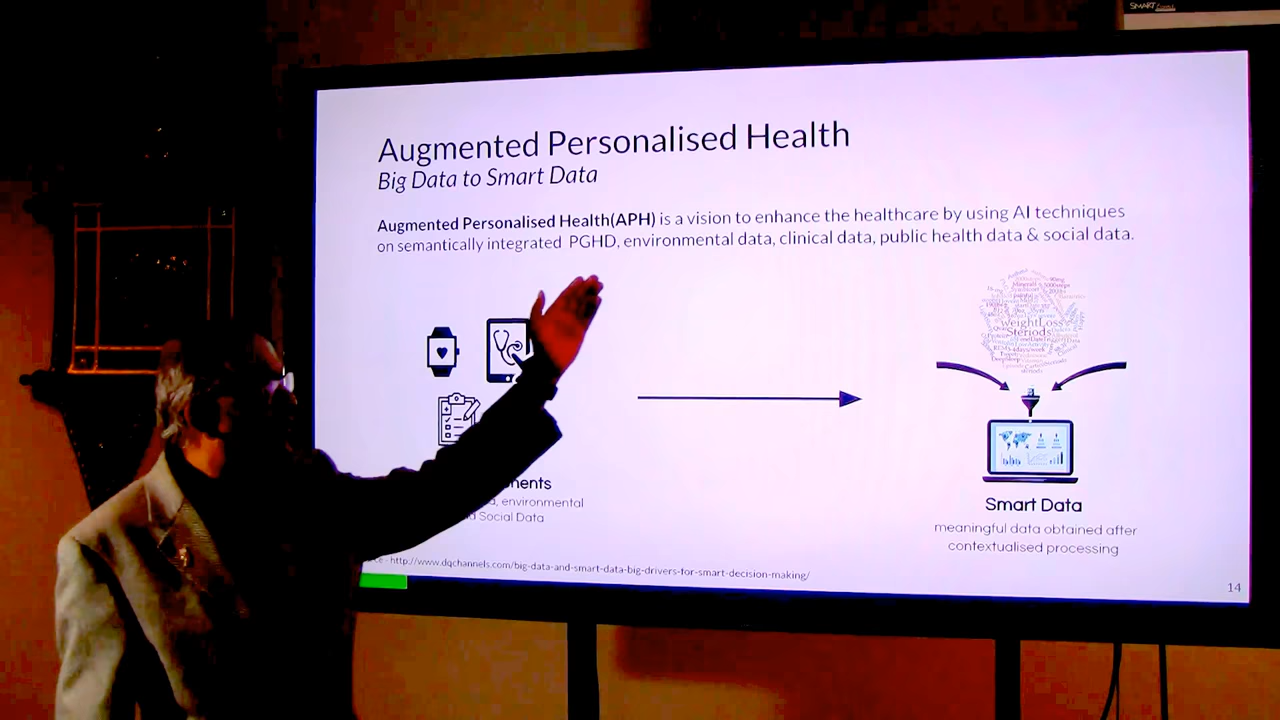 SMART
Augmented Personalised Health
Big Data to Smart Data
Augmented Personalised Health(APH) is a vision to enhance the healthcare by using AI techniques
on semantically integrated PGHD, environmental data, clinical data, public health data & social data.
WeightLoss
Steriods
environmental
Social Data
Smart Data
meaningful data obtained after
contextualised processing
- http://www.dqchannels.com/big-data-and-smart-data-big-drivers-for-smart-decision-making/
14